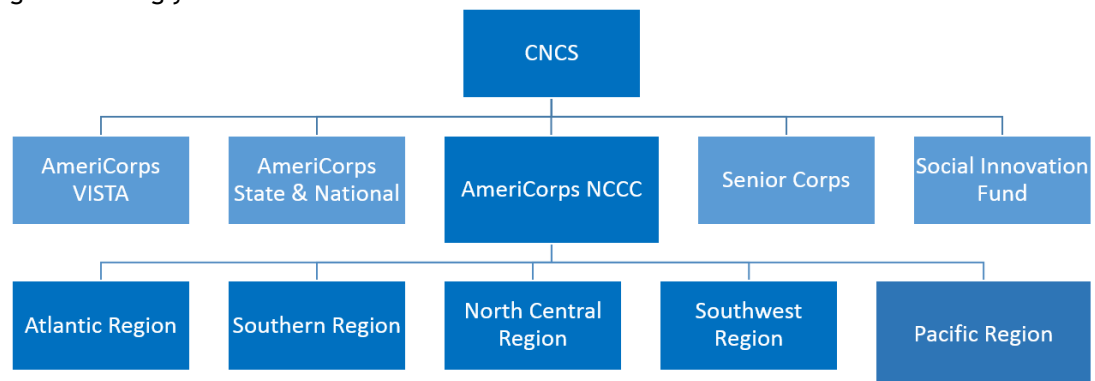 CNCS
AmeriCorps
VISTA
AmeriCorps
State & National
AmeriCorps NCCC
Senior Corps
Social Innovation
Fund
Atlantic Region
Southern Region
North Central
Region
Southwest
Region
Pacific Region